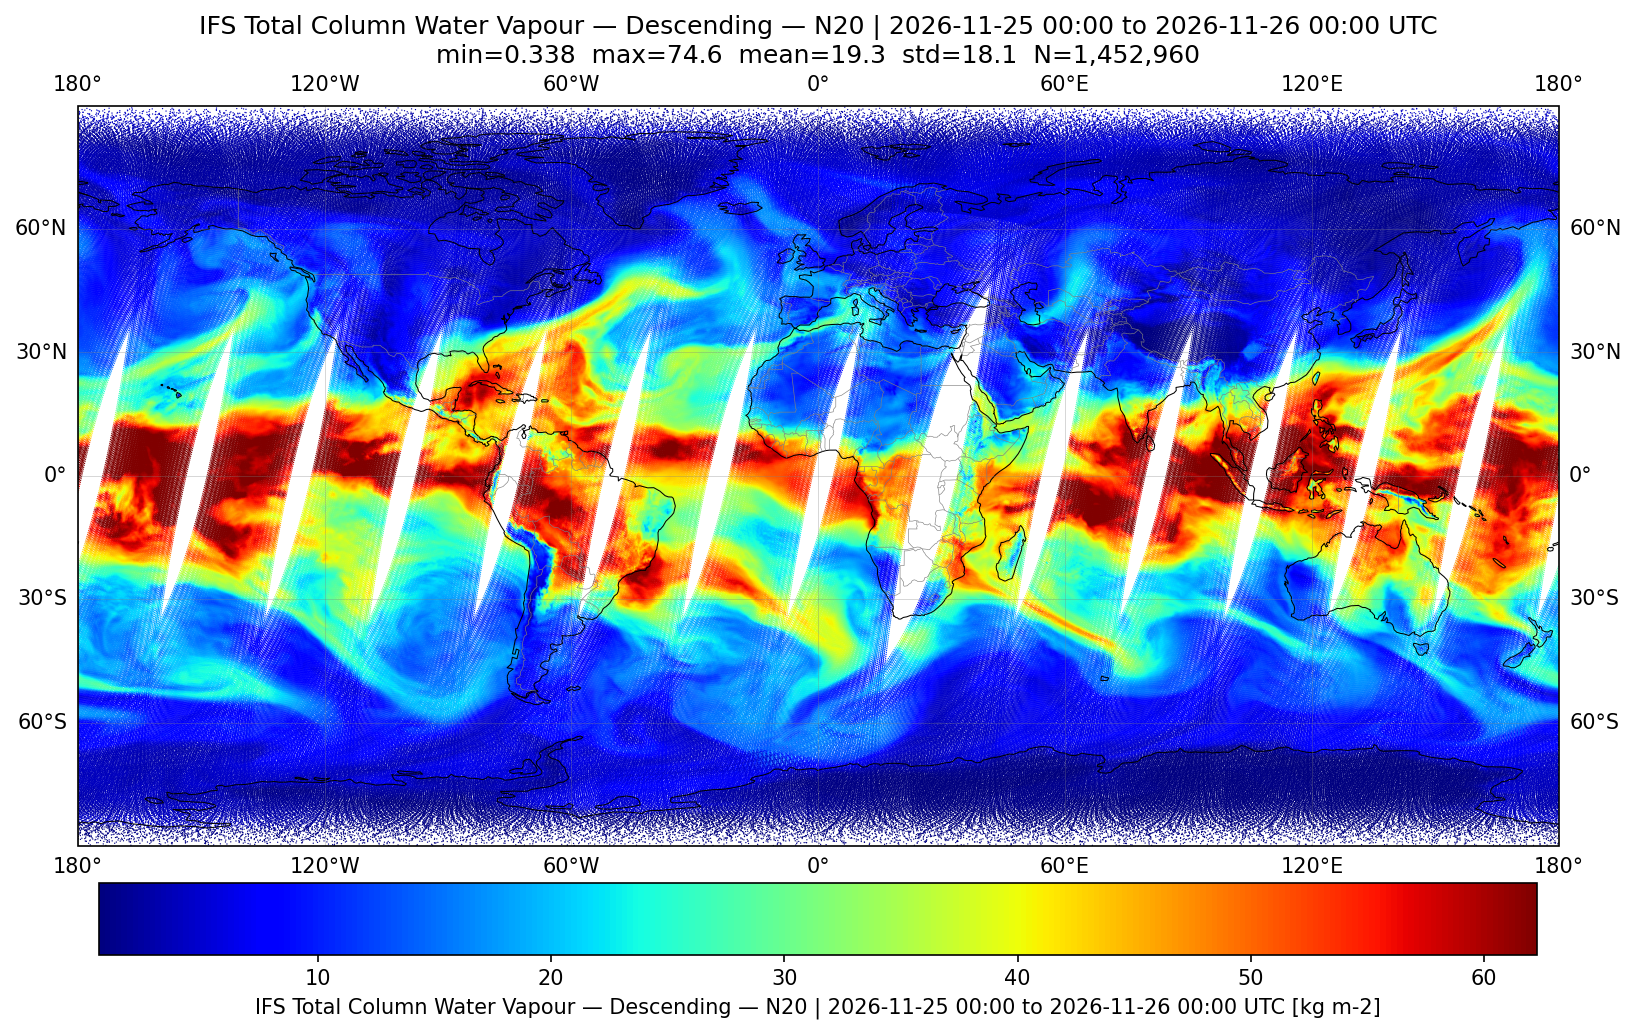 IFS Total Column Water Vapour — Descending — N20 | 2026-11-25 00:00 to 2026-11-26 00:00 UTC
min=0.338 max=74.6 mean=19.3 std=18.1 N=1,452,960
180° 120°W 60°W 0° 60°E 120°E 180°
60°N 60°N
30°N 30°N
0° 0°
30°S 30°S
60°S 60°S
180° 120°W 60°W 0° 60°E 120°E 180°
10 20 30 40 50 60
IFS Total Column Water Vapour — Descending — N20 | 2026-11-25 00:00 to 2026-11-26 00:00 UTC [kg m-2]